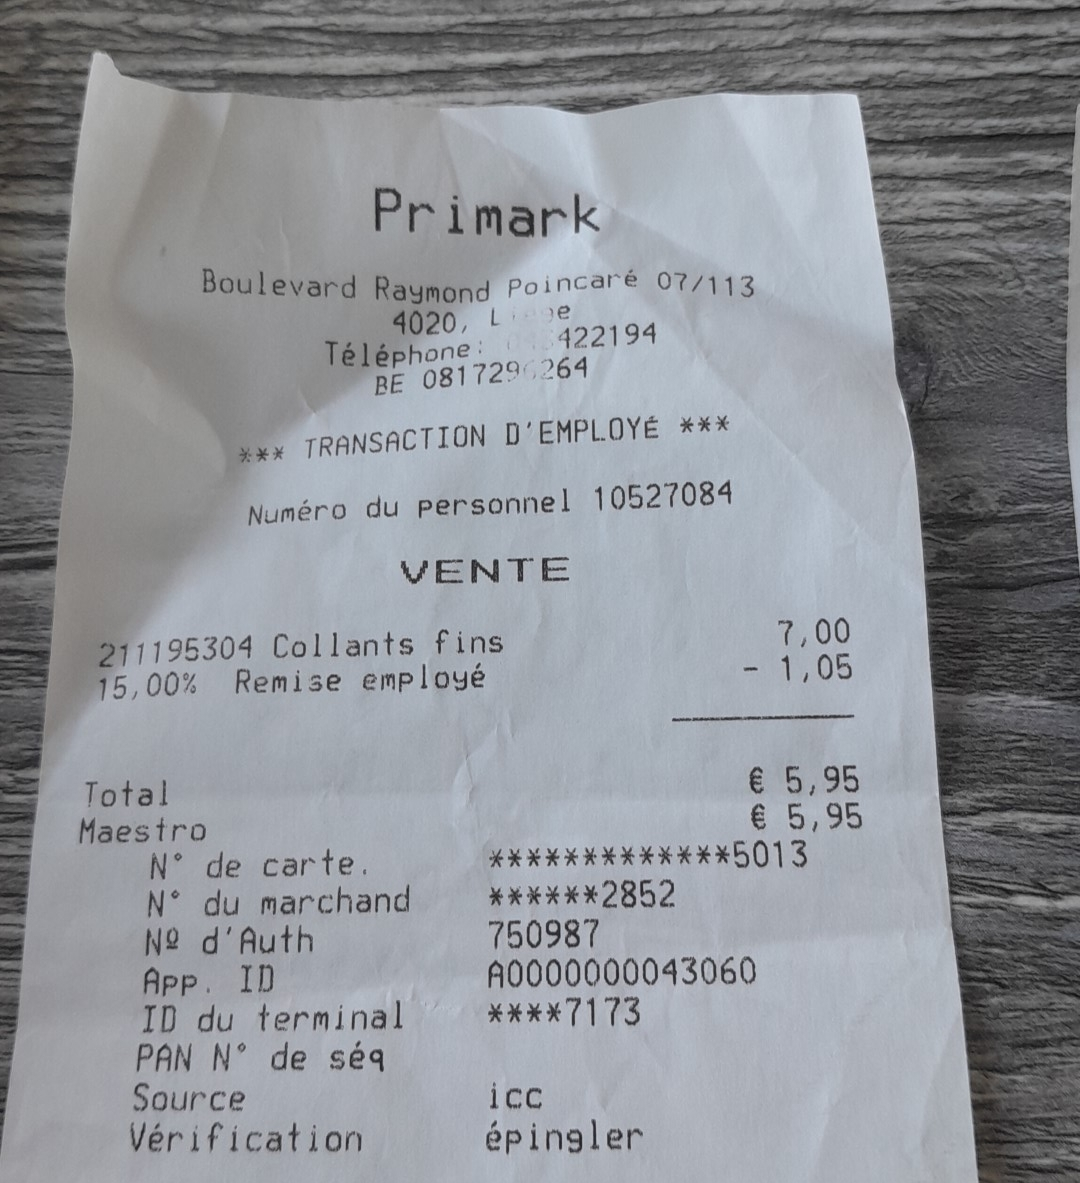 Primark
Boulevard Raymond Poincaré 07/113
4020,
Téléphone: 422194
BE 0817296264
*** TRANSACTION D'EMPLOYÉ ***
Numéro du personnel 10527084
VENTE
211195304 Collants fins 7,00
15,00% Remise employé - 1,05
Total € 5,95
Maestro € 5,95
N° de carte. *************5013
N° du marchand ******2852
Nº d'Auth 750987
App. ID A0000000043060
ID du terminal ****7173
PAN N° de séq
Source icc
Vérification épingler